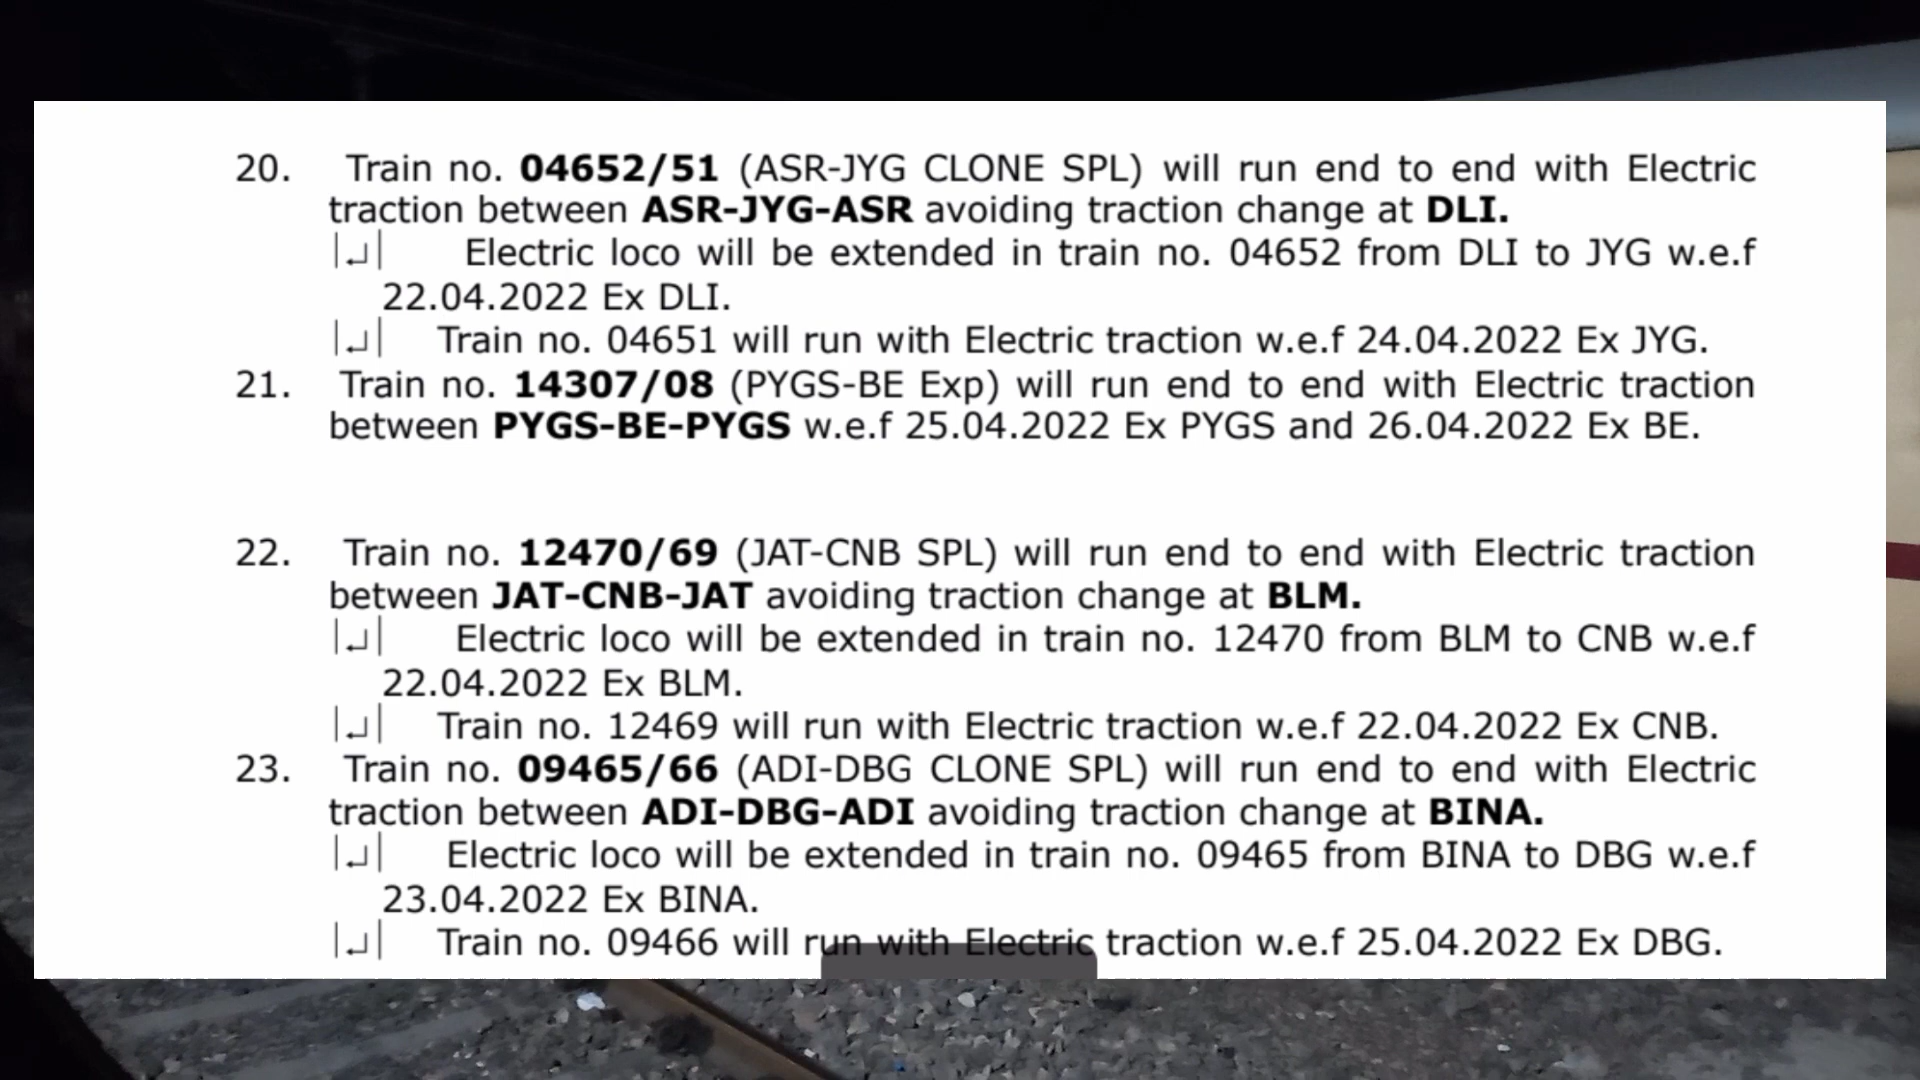 20. Train no. 04652/51 (ASR-JYG CLONE SPL) will run end to end with Electric
traction between ASR-JYG-ASR avoiding traction change at DLI.
|↲| Electric loco will be extended in train no. 04652 from DLI to JYG w.e.f
22.04.2022 Ex DLI.
|↲| Train no. 04651 will run with Electric traction w.e.f 24.04.2022 Ex JYG.
21. Train no. 14307/08 (PYGS-BE Exp) will run end to end with Electric traction
between PYGS-BE-PYGS w.e.f 25.04.2022 Ex PYGS and 26.04.2022 Ex BE.
22. Train no. 12470/69 (JAT-CNB SPL) will run end to end with Electric traction
between JAT-CNB-JAT avoiding traction change at BLM.
|↲| Electric loco will be extended in train no. 12470 from BLM to CNB w.e.f
22.04.2022 Ex BLM.
|↲| Train no. 12469 will run with Electric traction w.e.f 22.04.2022 Ex CNB.
23. Train no. 09465/66 (ADI-DBG CLONE SPL) will run end to end with Electric
traction between ADI-DBG-ADI avoiding traction change at BINA.
|↲| Electric loco will be extended in train no. 09465 from BINA to DBG w.e.f
23.04.2022 Ex BINA.
|↲| Train no. 09466 will run with Electric traction w.e.f 25.04.2022 Ex DBG.